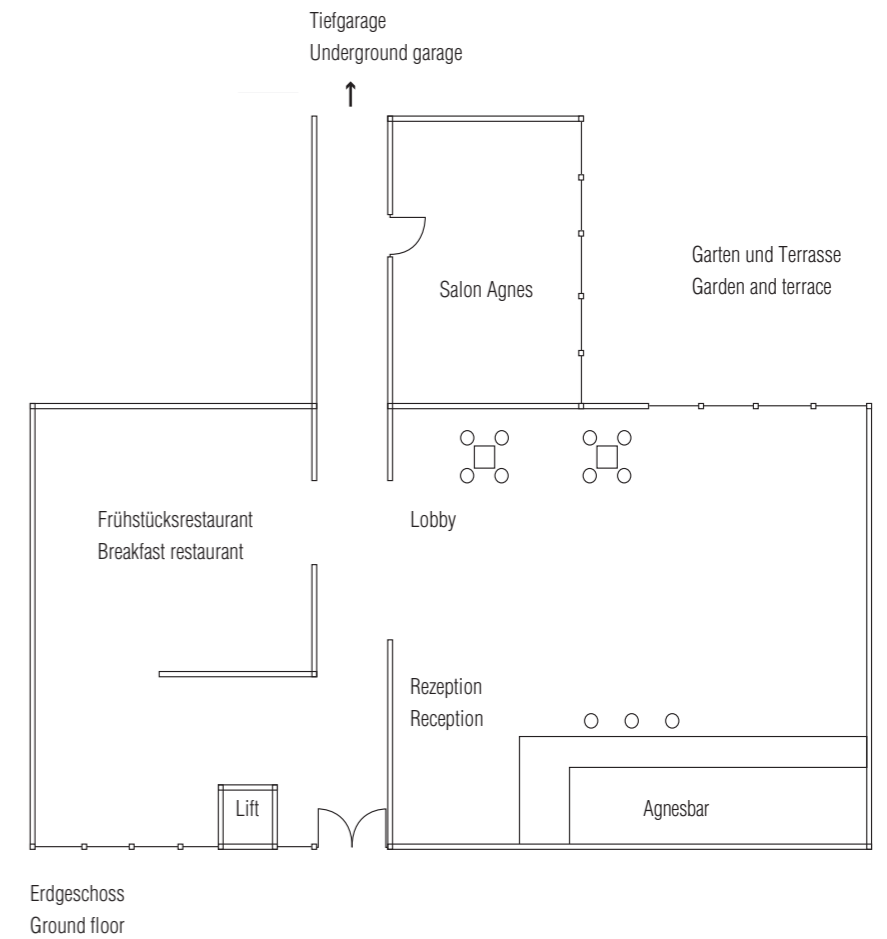 Tiefgarage
Underground garage
Garten und Terrasse
Garden and terrace
Salon Agnes
Frühstücksrestaurant
Breakfast restaurant
Lobby
Rezeption
Reception
Lift
Agnesbar
Erdgeschoss
Ground floor